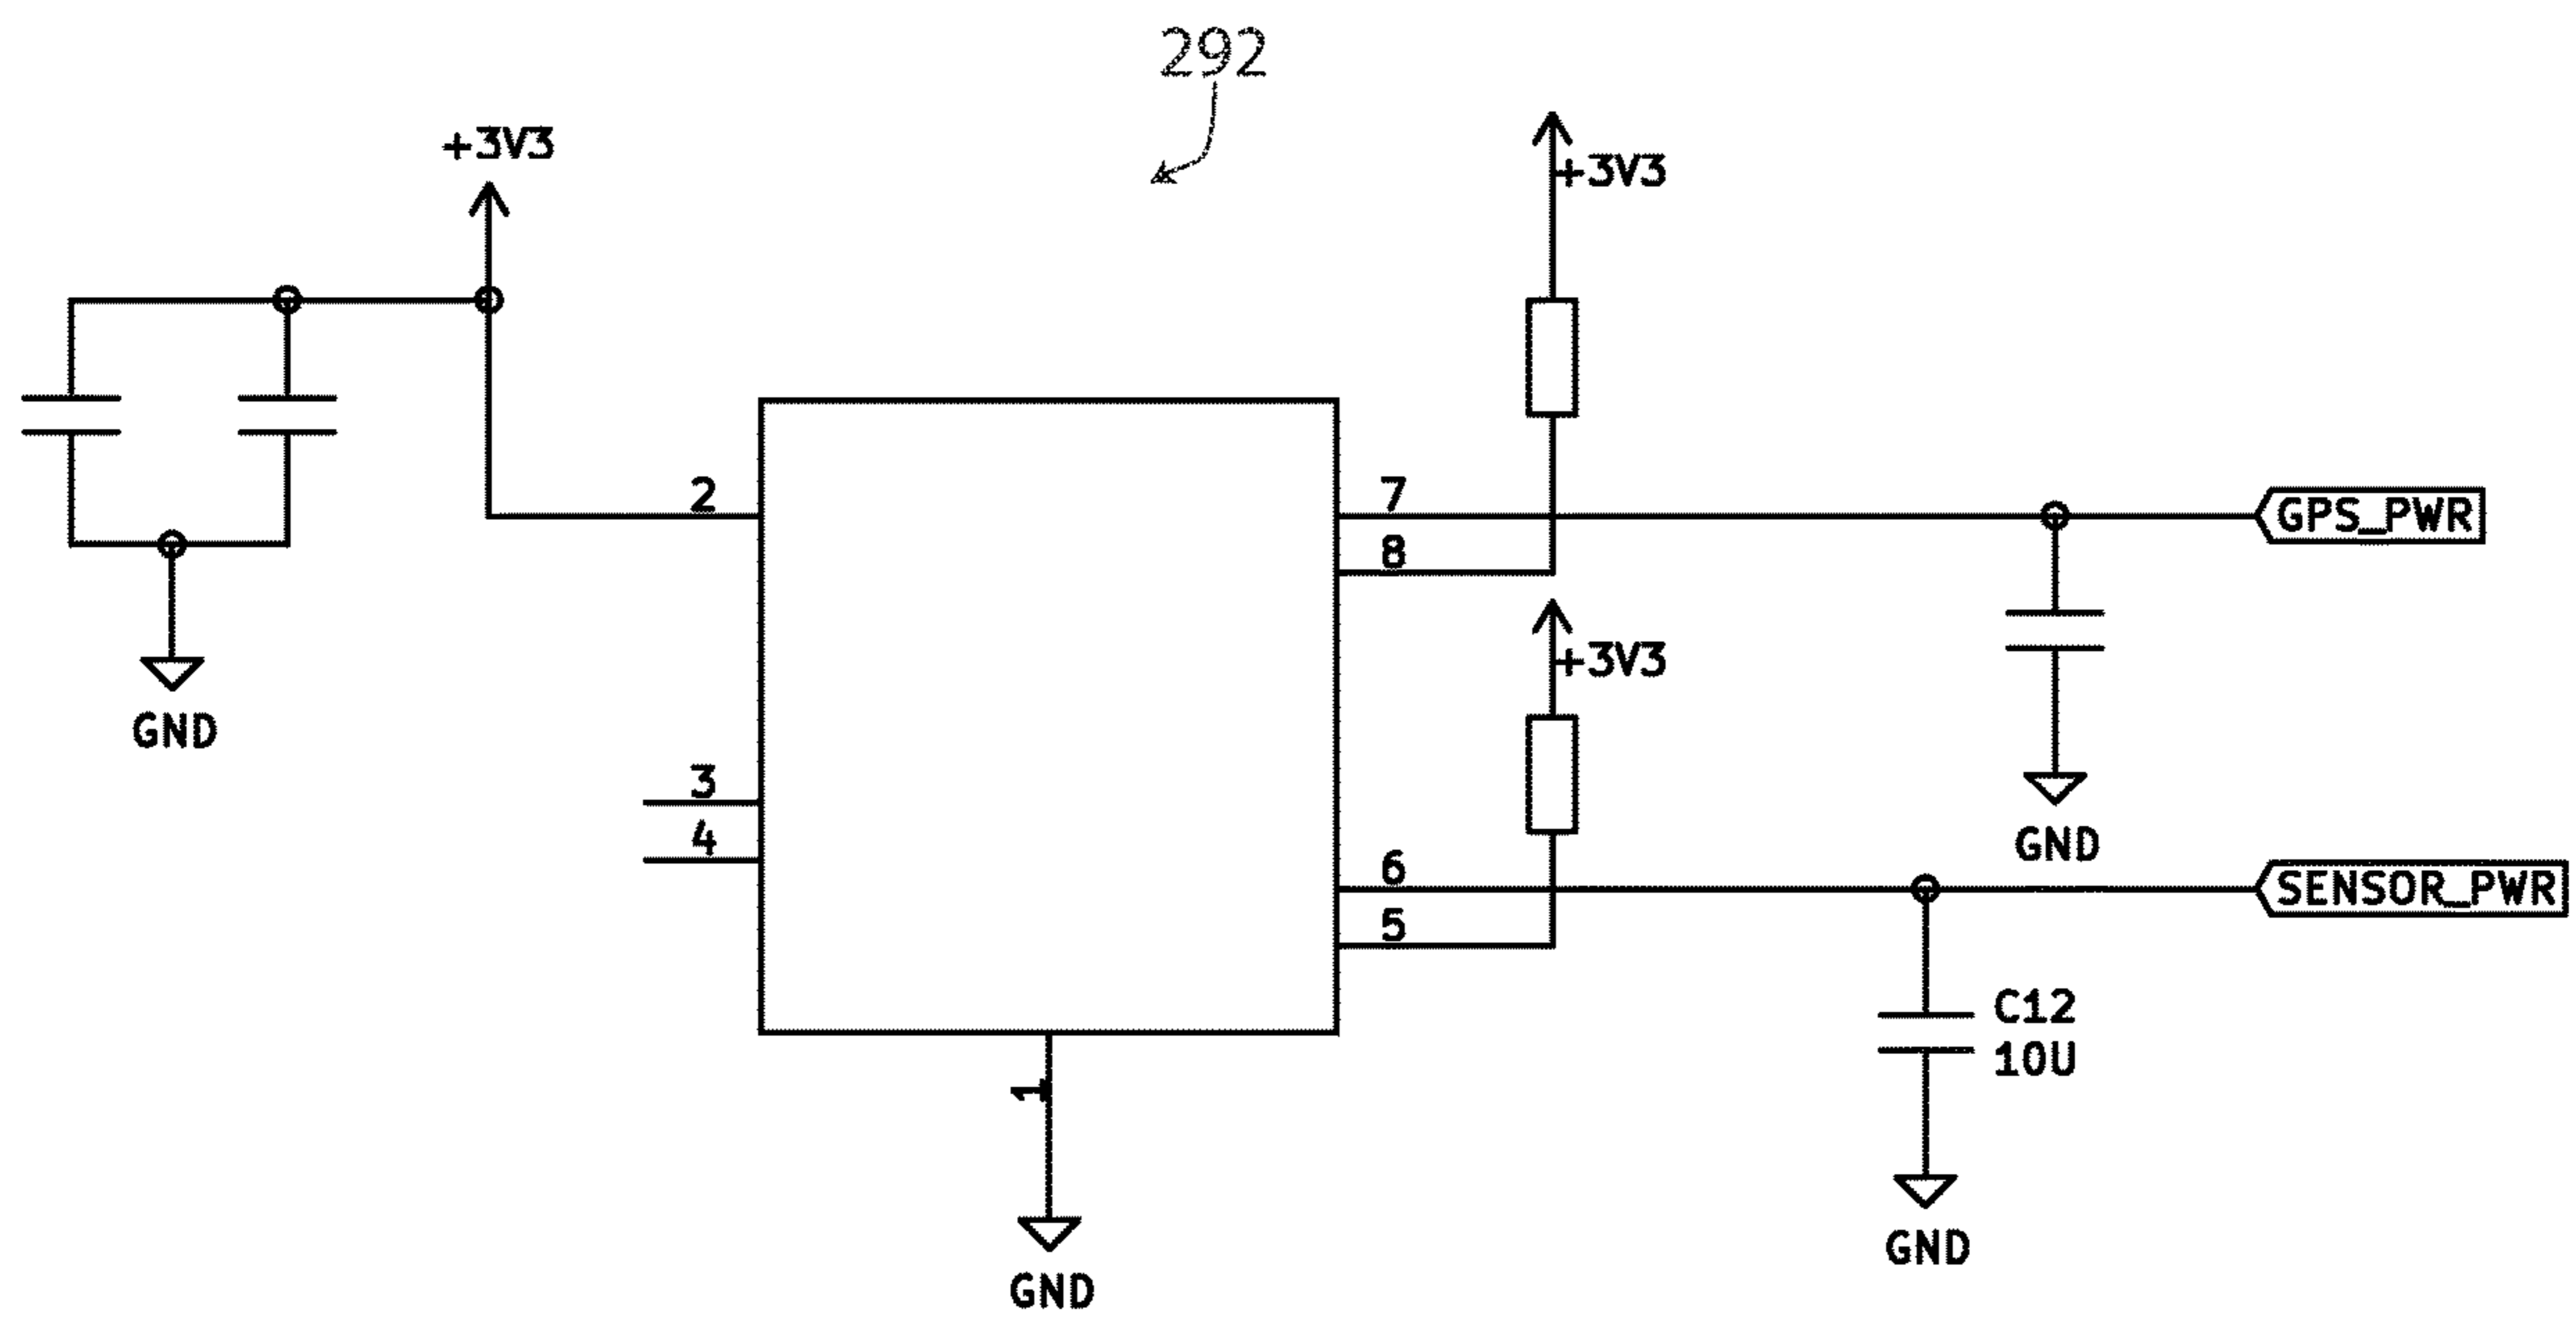 292
+3V3
+3V3
2
7
GPS_PWR
8
+3V3
GND
3
4
GND
6
SENSOR_PWR
5
C12
10U
1
GND
GND